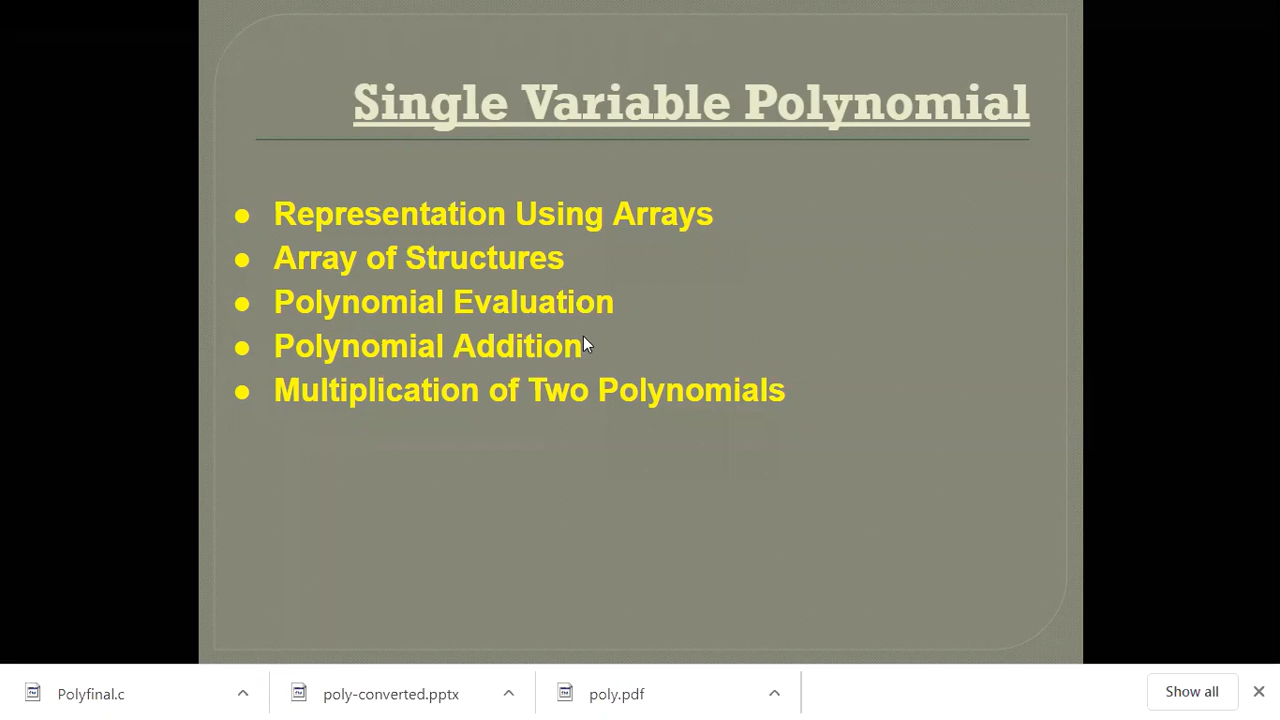 Single Variable Polynomial
● Representation Using Arrays
● Array of Structures
● Polynomial Evaluation
● Polynomial Addition
● Multiplication of Two Polynomials
Polyfinal.c
poly-converted.pptx
poly.pdf
Show all